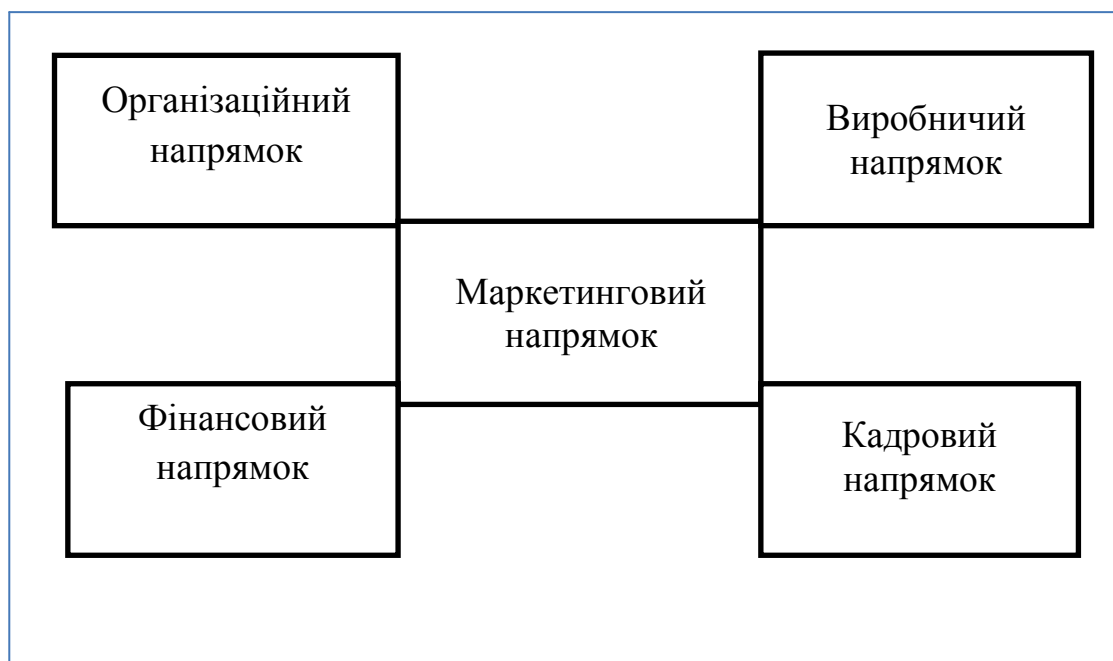 Організаційний
напрямок
Виробничий
напрямок
Маркетинговий
напрямок
Фінансовий
напрямок
Кадровий
напрямок